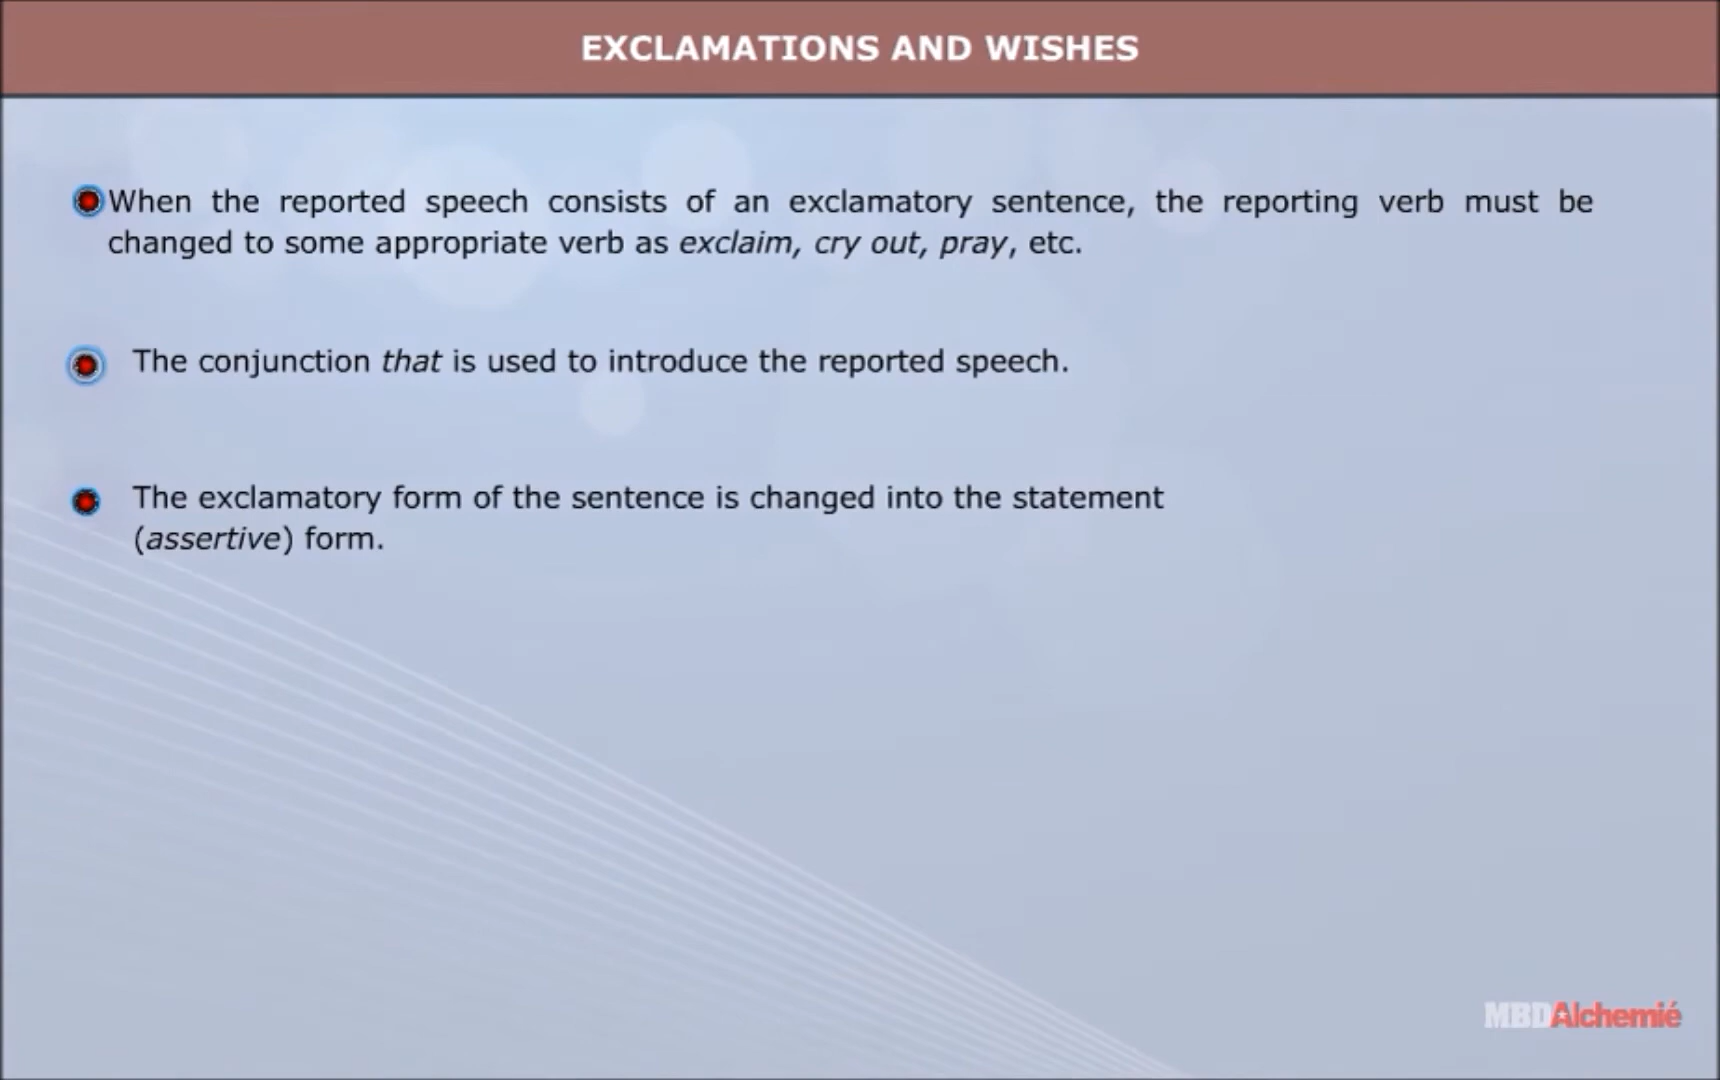 EXCLAMATIONS AND WISHES
When the reported speech consists of an exclamatory sentence, the reporting verb must be
changed to some appropriate verb as exclaim, cry out, pray, etc.
The conjunction that is used to introduce the reported speech.
The exclamatory form of the sentence is changed into the statement
(assertive) form.
MBDAlchemié